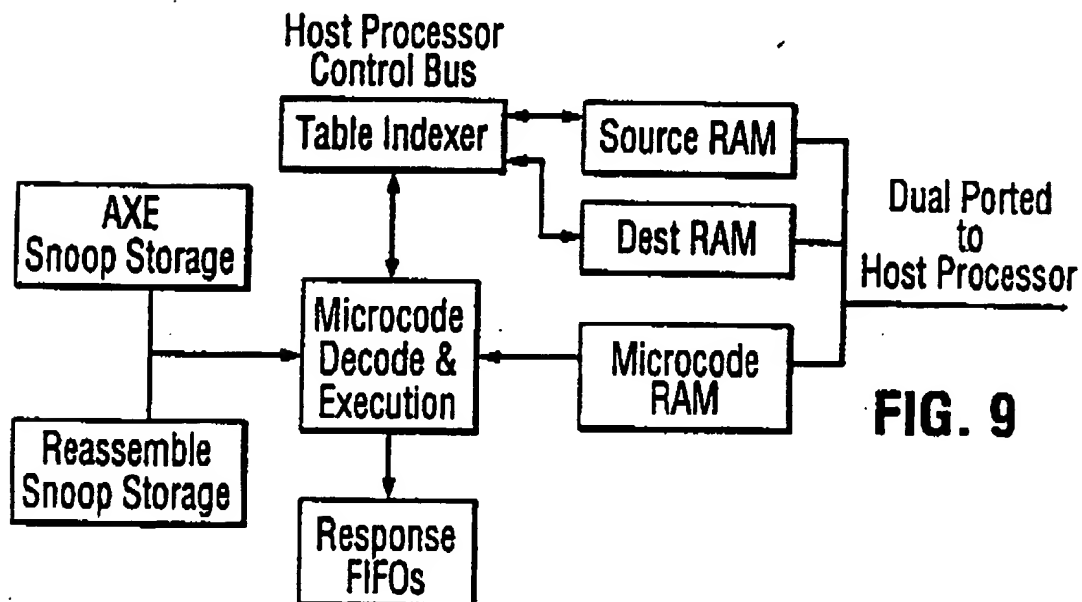 Host Processor
Control Bus
Table Indexer
Source RAM
AXE
Snoop Storage
Dest RAM
Dual Ported
to
Host Processor
Microcode
Decode &
Execution
Microcode
RAM
FIG. 9
Reassemble
Snoop Storage
Response
FIFOs